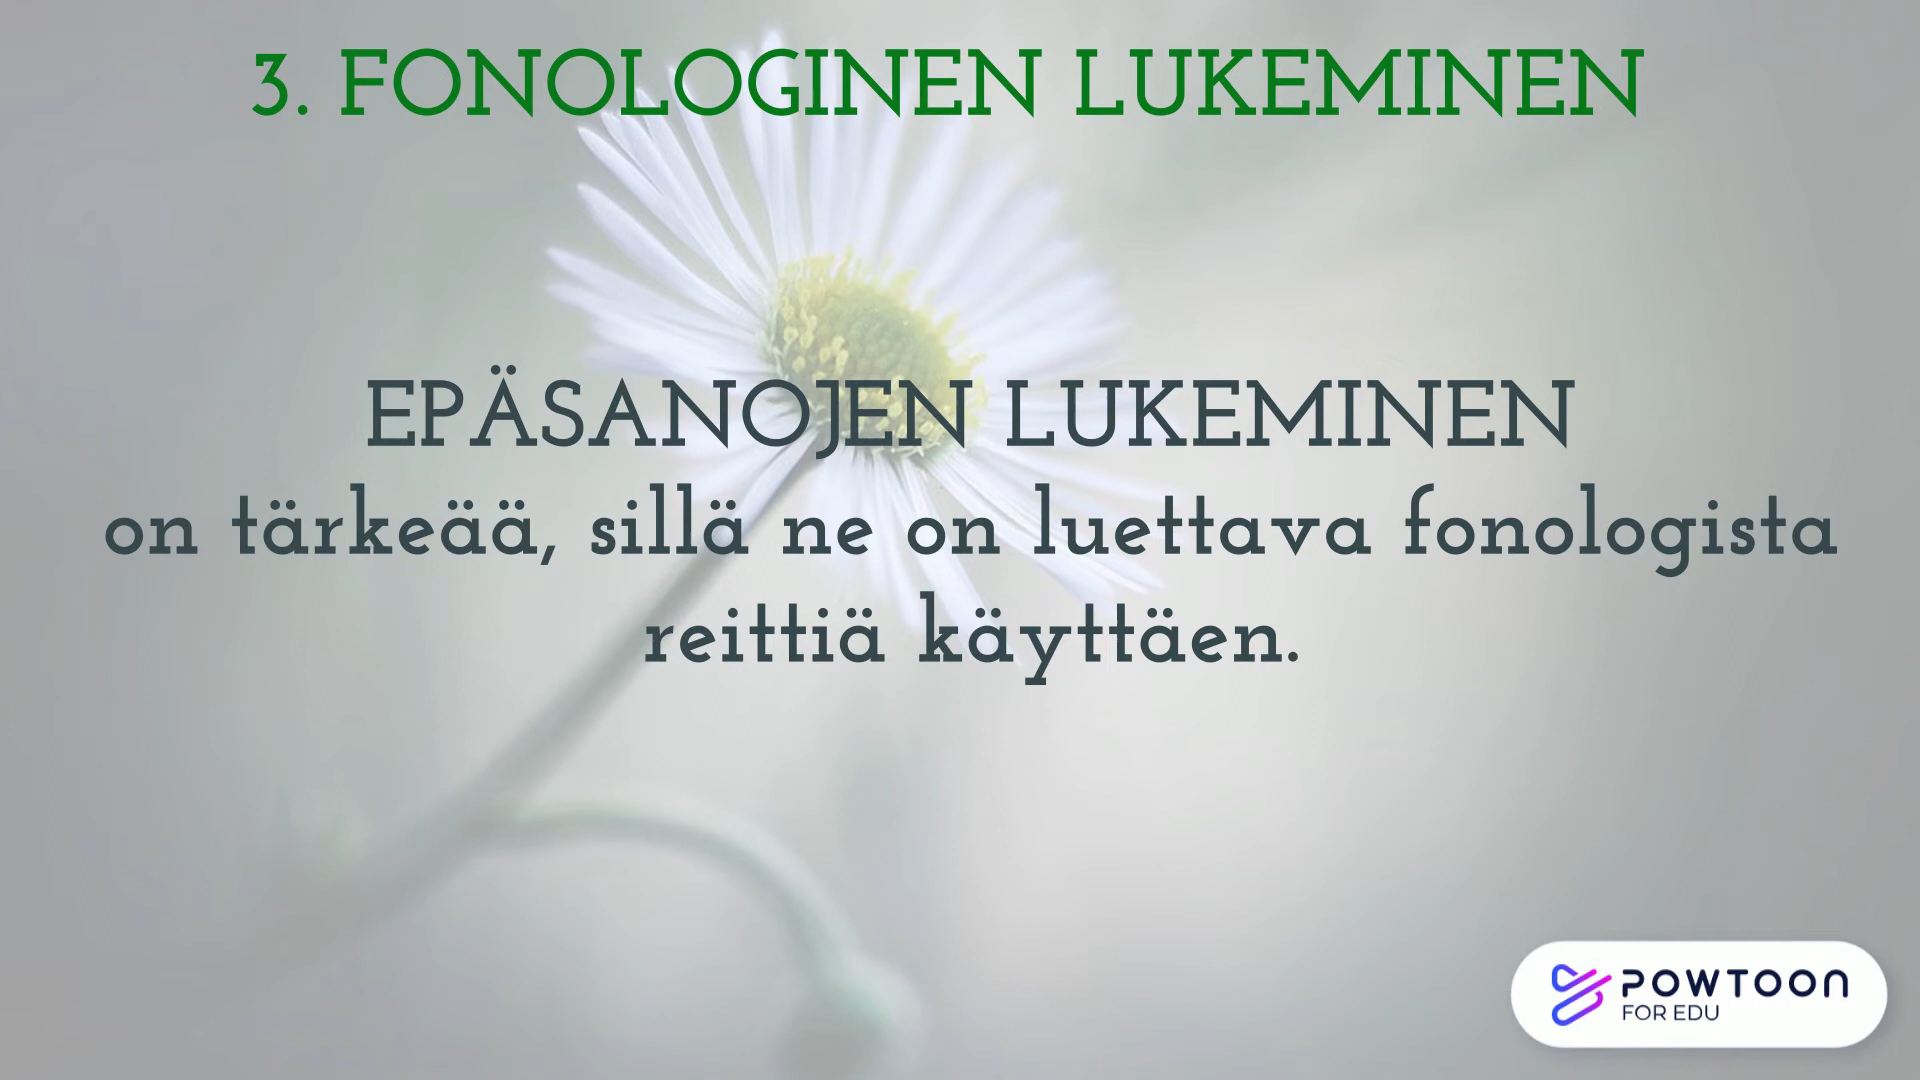 3. FONOLOGINEN LUKEMINEN
EPÄSANOJEN LUKEMINEN
on tärkeää, sillä ne on luettava fonologista
reittiä käyttäen.
POWTOON
FOR EDU